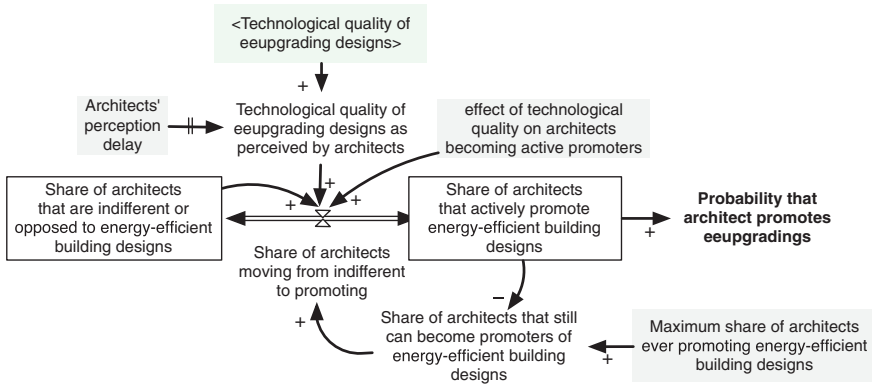 <Technological quality of
eeupgrading designs>
+
Architects'
perception
delay
Technological quality of
eeupgrading designs as
perceived by architects
effect of technological
quality on architects
becoming active promoters
+
+
+
Share of architects
that are indifferent or
opposed to energy-efficient
building designs
Share of architects
that actively promote
energy-efficient building
designs
Probability that
architect promotes
eeupgradings
+
Share of architects
moving from indifferent
to promoting
–
+
Share of architects that still
can become promoters of
energy-efficient building
designs
+
Maximum share of architects
ever promoting energy-efficient
building designs